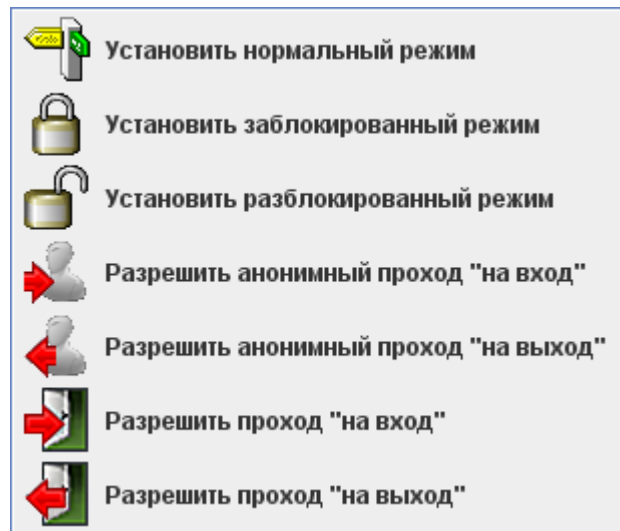 Установить нормальный режим
Установить заблокированный режим
Установить разблокированный режим
Разрешить анонимный проход "на вход"
Разрешить анонимный проход "на выход"
Разрешить проход "на вход"
Разрешить проход "на выход"